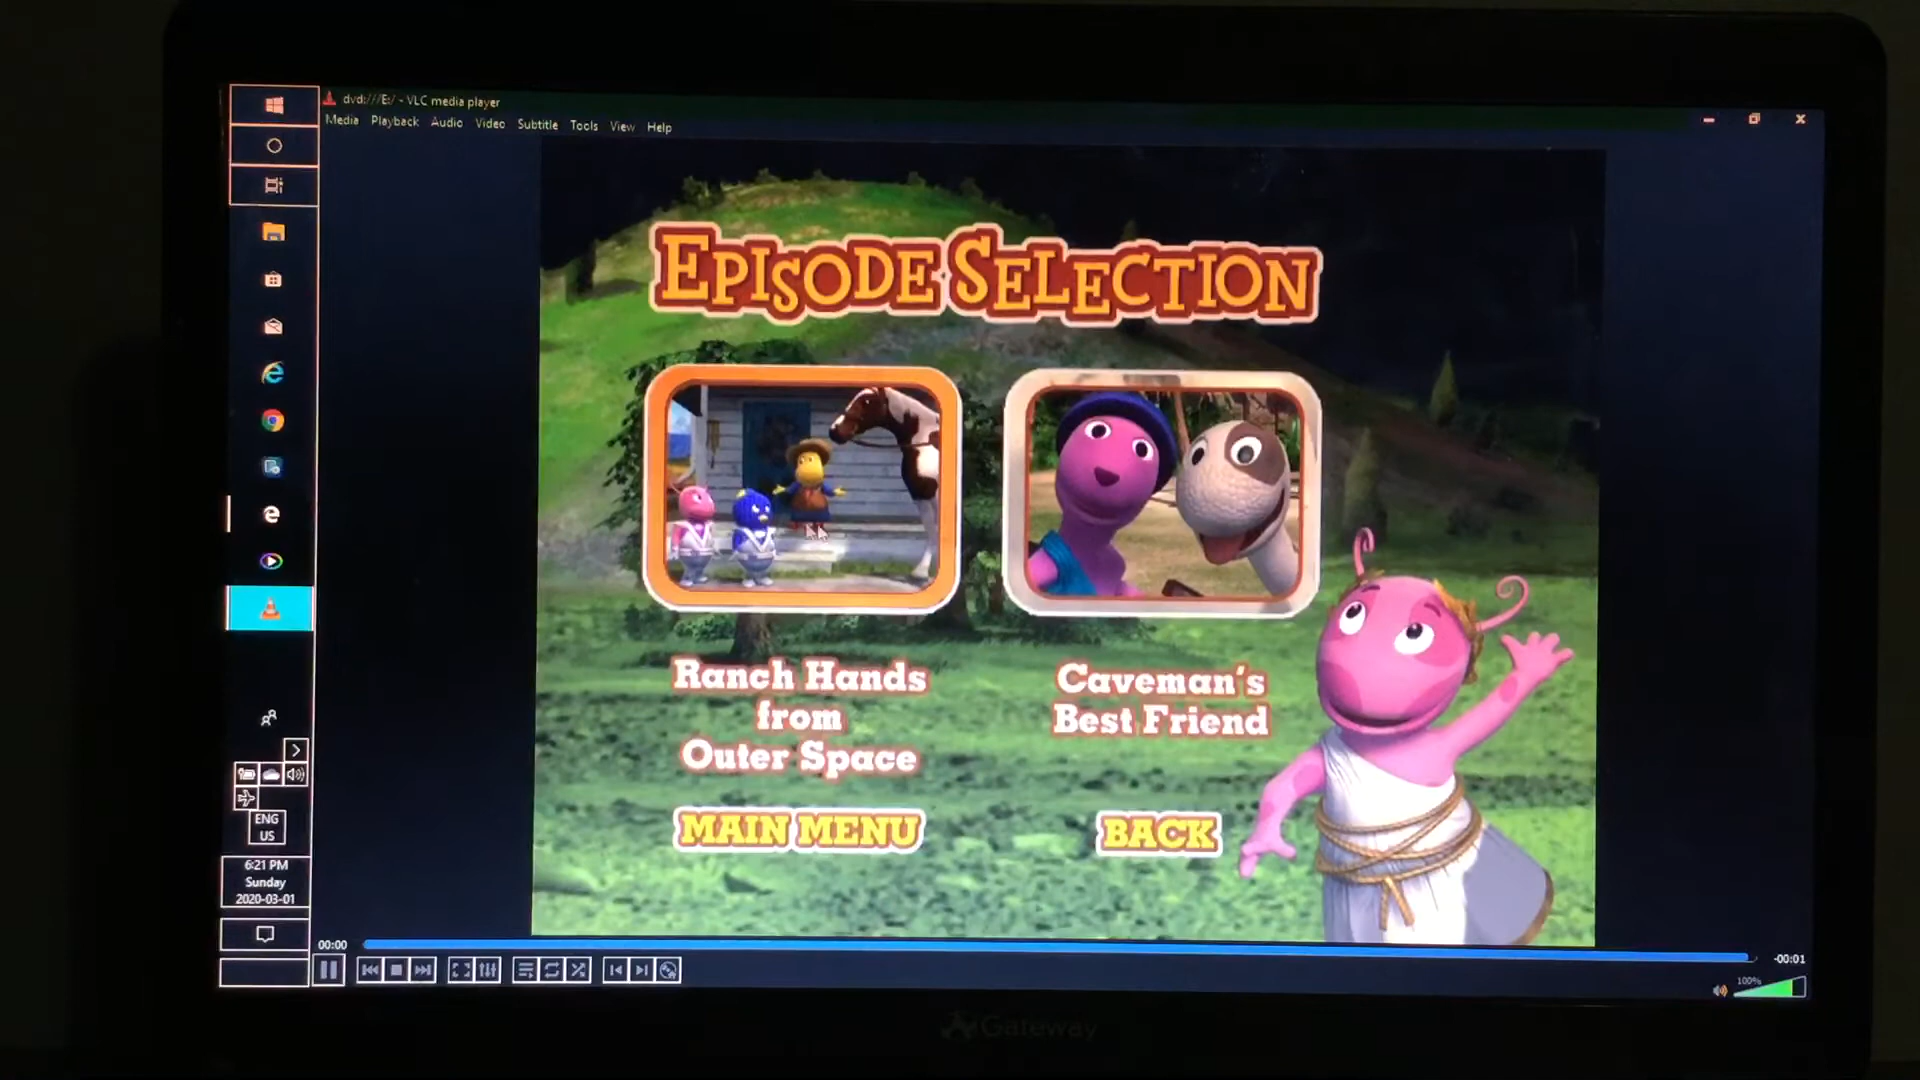 dvd:///E:/ - VLC media player
Media Playback Audio Video Subtitle Tools View Help
EPISODE SELECTION
Ranch Hands
from
Outer Space
Caveman's
Best Friend
MAIN MENU
BACK
ENG
US
6:21 PM
Sunday
2020-03-01
00:00
-00:01
100%
Gateway